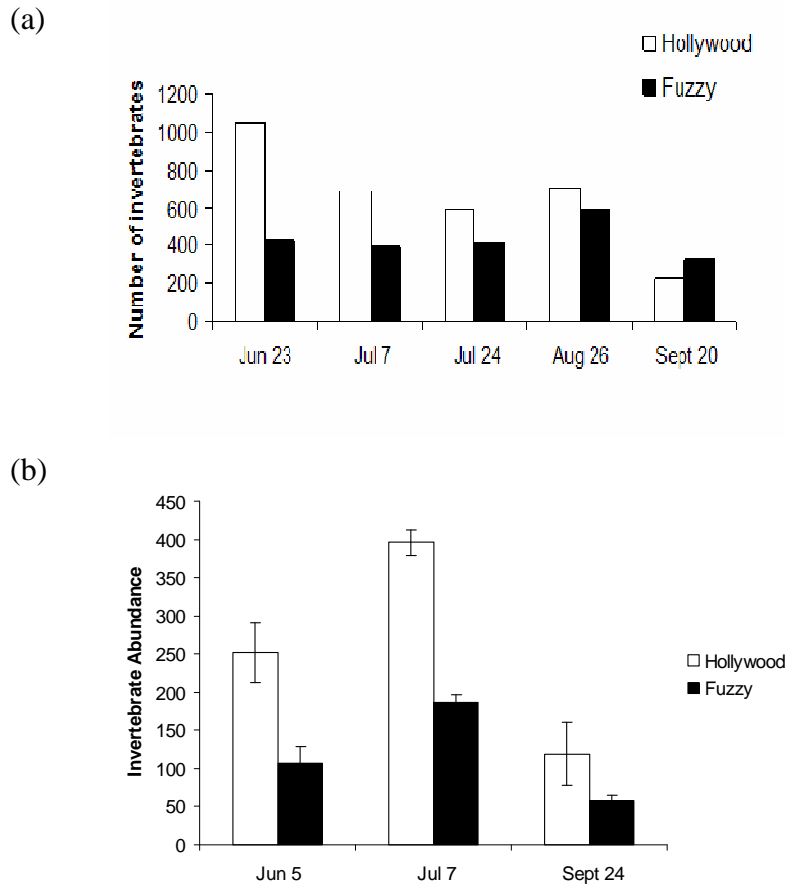 (a)
Hollywood
Fuzzy
Number of invertebrates
1200
1000
800
600
400
200
0
Jun 23 Jul 7 Jul 24 Aug 26 Sept 20
(b)
Invertebrate Abundance
450
400
350
300
250
200
150
100
50
0
Hollywood
Fuzzy
Jun 5 Jul 7 Sept 24